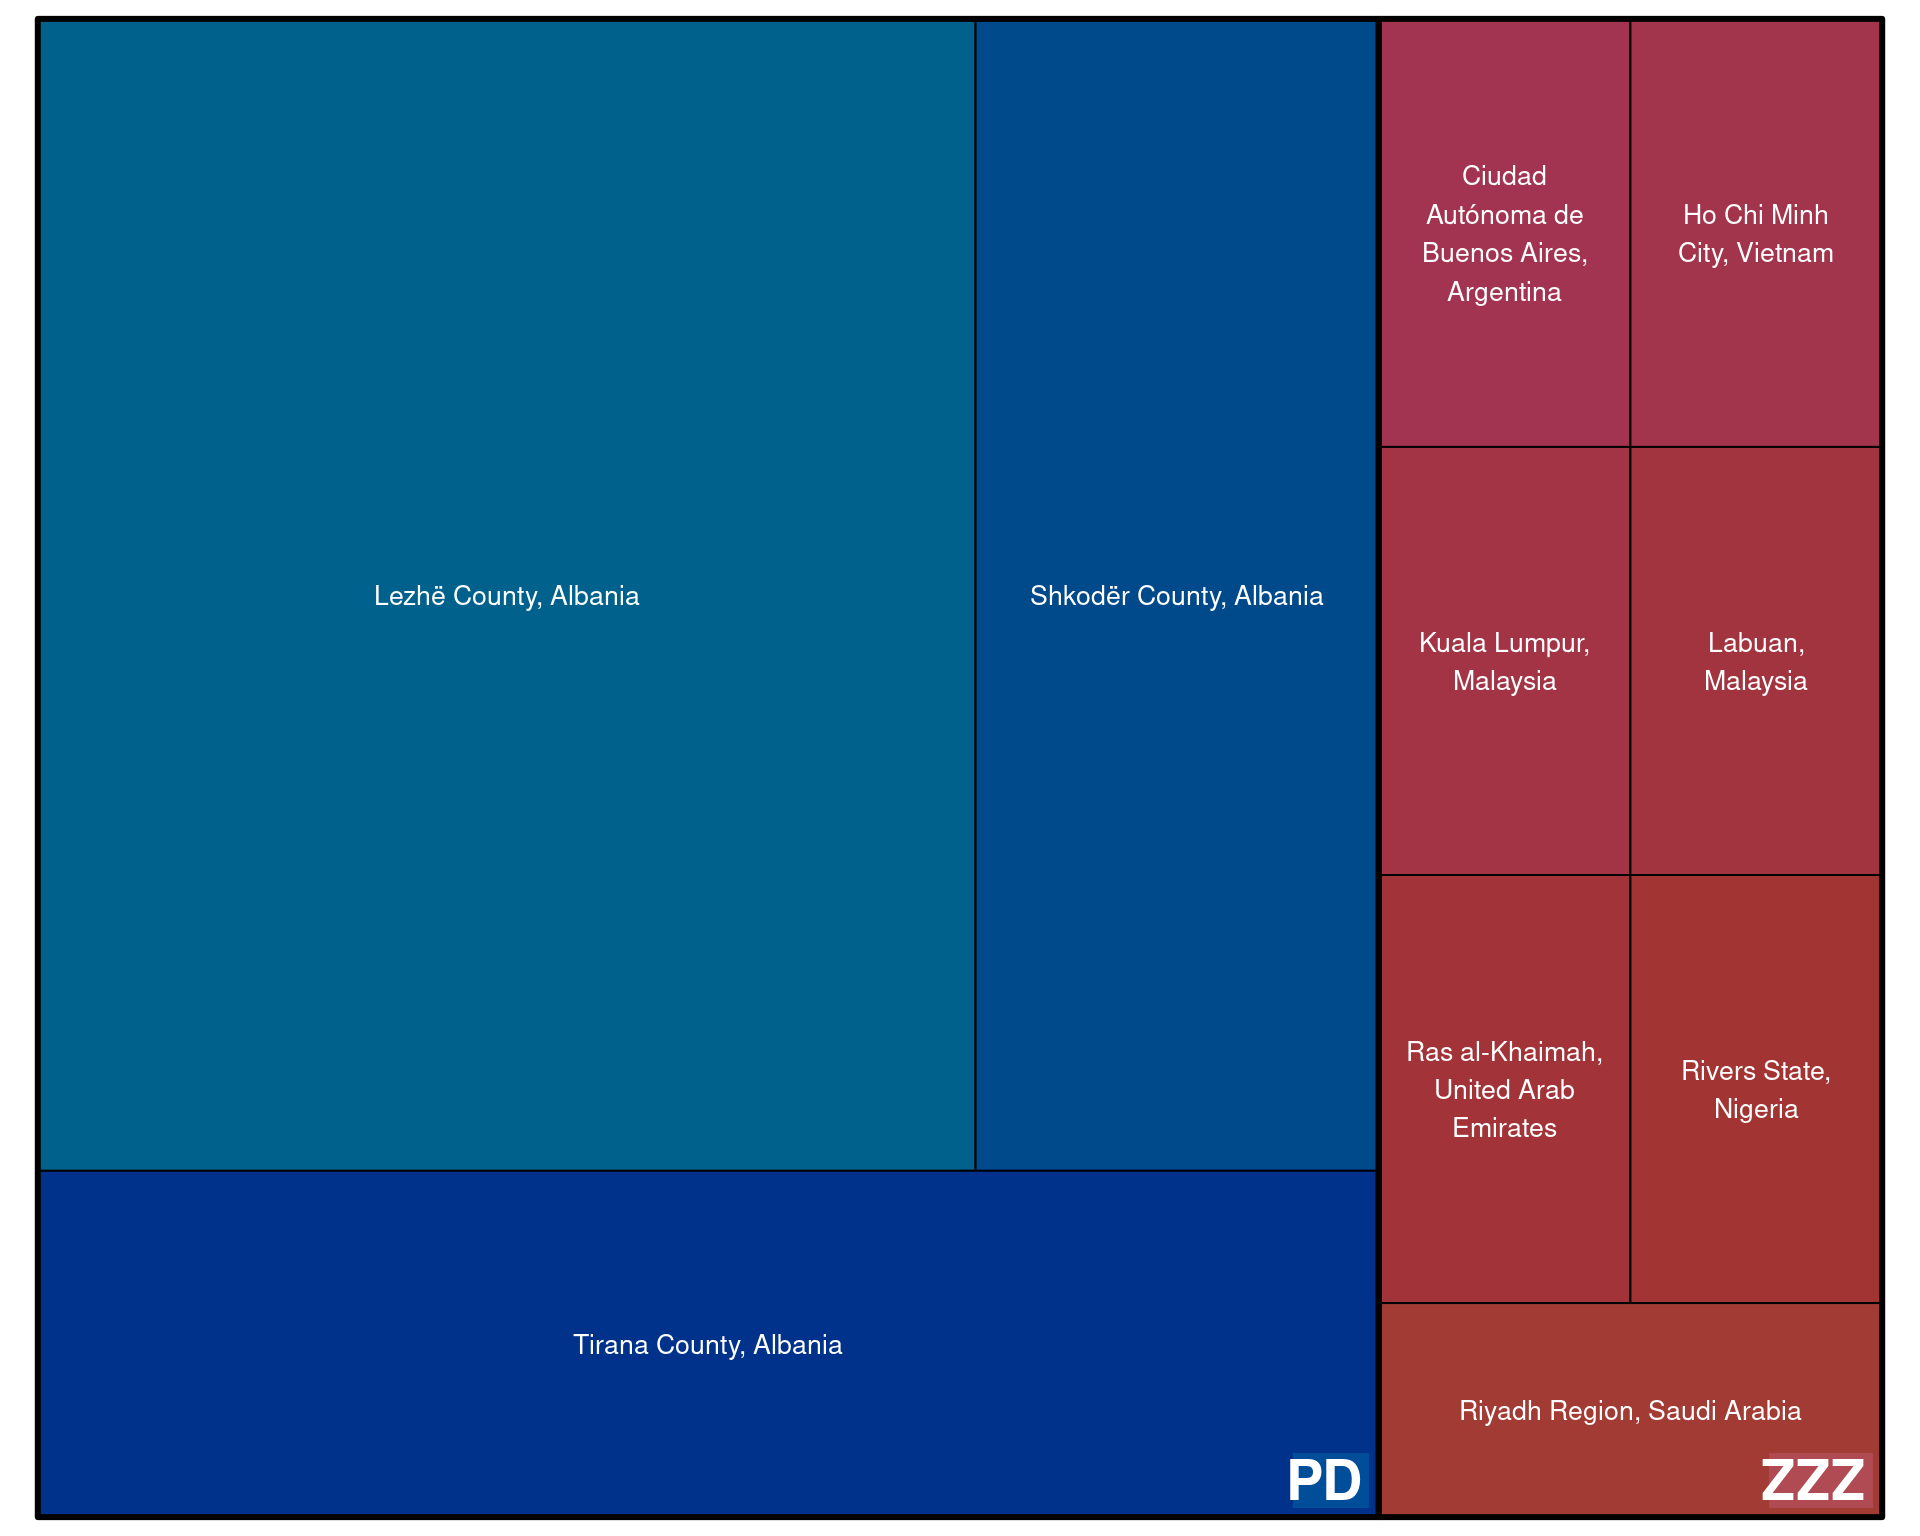 Lezhë County, Albania
Shkodër County, Albania
Tirana County, Albania
PD
Ciudad
Autónoma de
Buenos Aires,
Argentina
Ho Chi Minh
City, Vietnam
Kuala Lumpur,
Malaysia
Labuan,
Malaysia
Ras al-Khaimah,
United Arab
Emirates
Rivers State,
Nigeria
Riyadh Region, Saudi Arabia
ZZZ